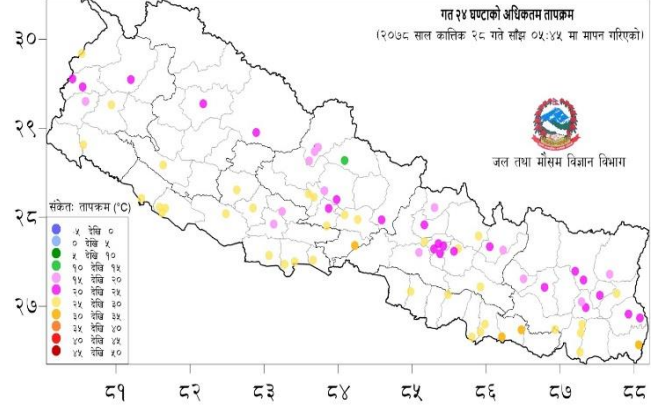 गत २४ घण्टाको अधिकतम तापक्रम
(२०७८ साल कात्तिक २८ गते साँझ ०५:४५ मा मापन गरिएको)
३०
२९
२८
२७
जल तथा मौसम विज्ञान विभाग
संकेतः तापक्रम (°C)
-५ देखि ०
० देखि ५
५ देखि १०
१० देखि १५
१५ देखि २०
२० देखि २५
२५ देखि ३०
३० देखि ३५
३५ देखि ४०
४० देखि ४५
४५ देखि ५०
८१ ८२ ८३ ८४ ८५ ८६ ८७ ८८